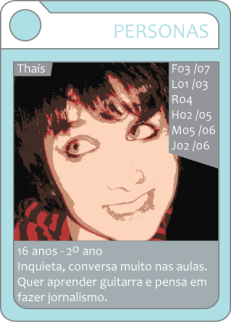 PERSONAS
Thaís
F03 /07
L01 /03
R04
H02 /05
M05 /06
J02 /06
16 anos - 2º ano
Inquieta, conversa muito nas aulas.
Quer aprender guitarra e pensa em
fazer jornalismo.